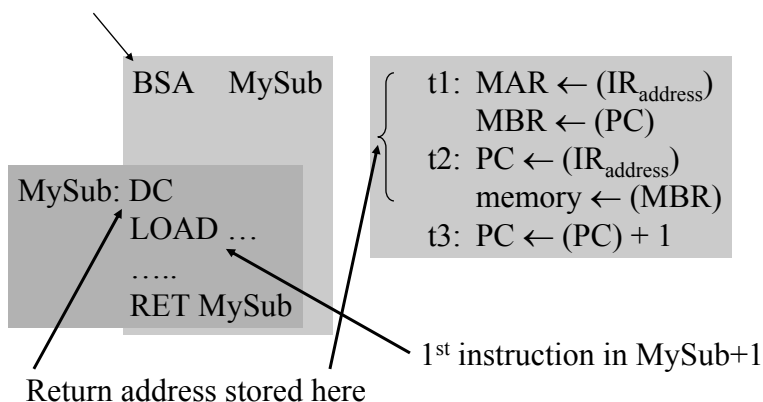 BSA MySub
MySub: DC
LOAD …
…..
RET MySub
t1: MAR ← (IRaddress)
MBR ← (PC)
t2: PC ← (IRaddress)
memory ← (MBR)
t3: PC ← (PC) + 1
1st instruction in MySub+1
Return address stored here